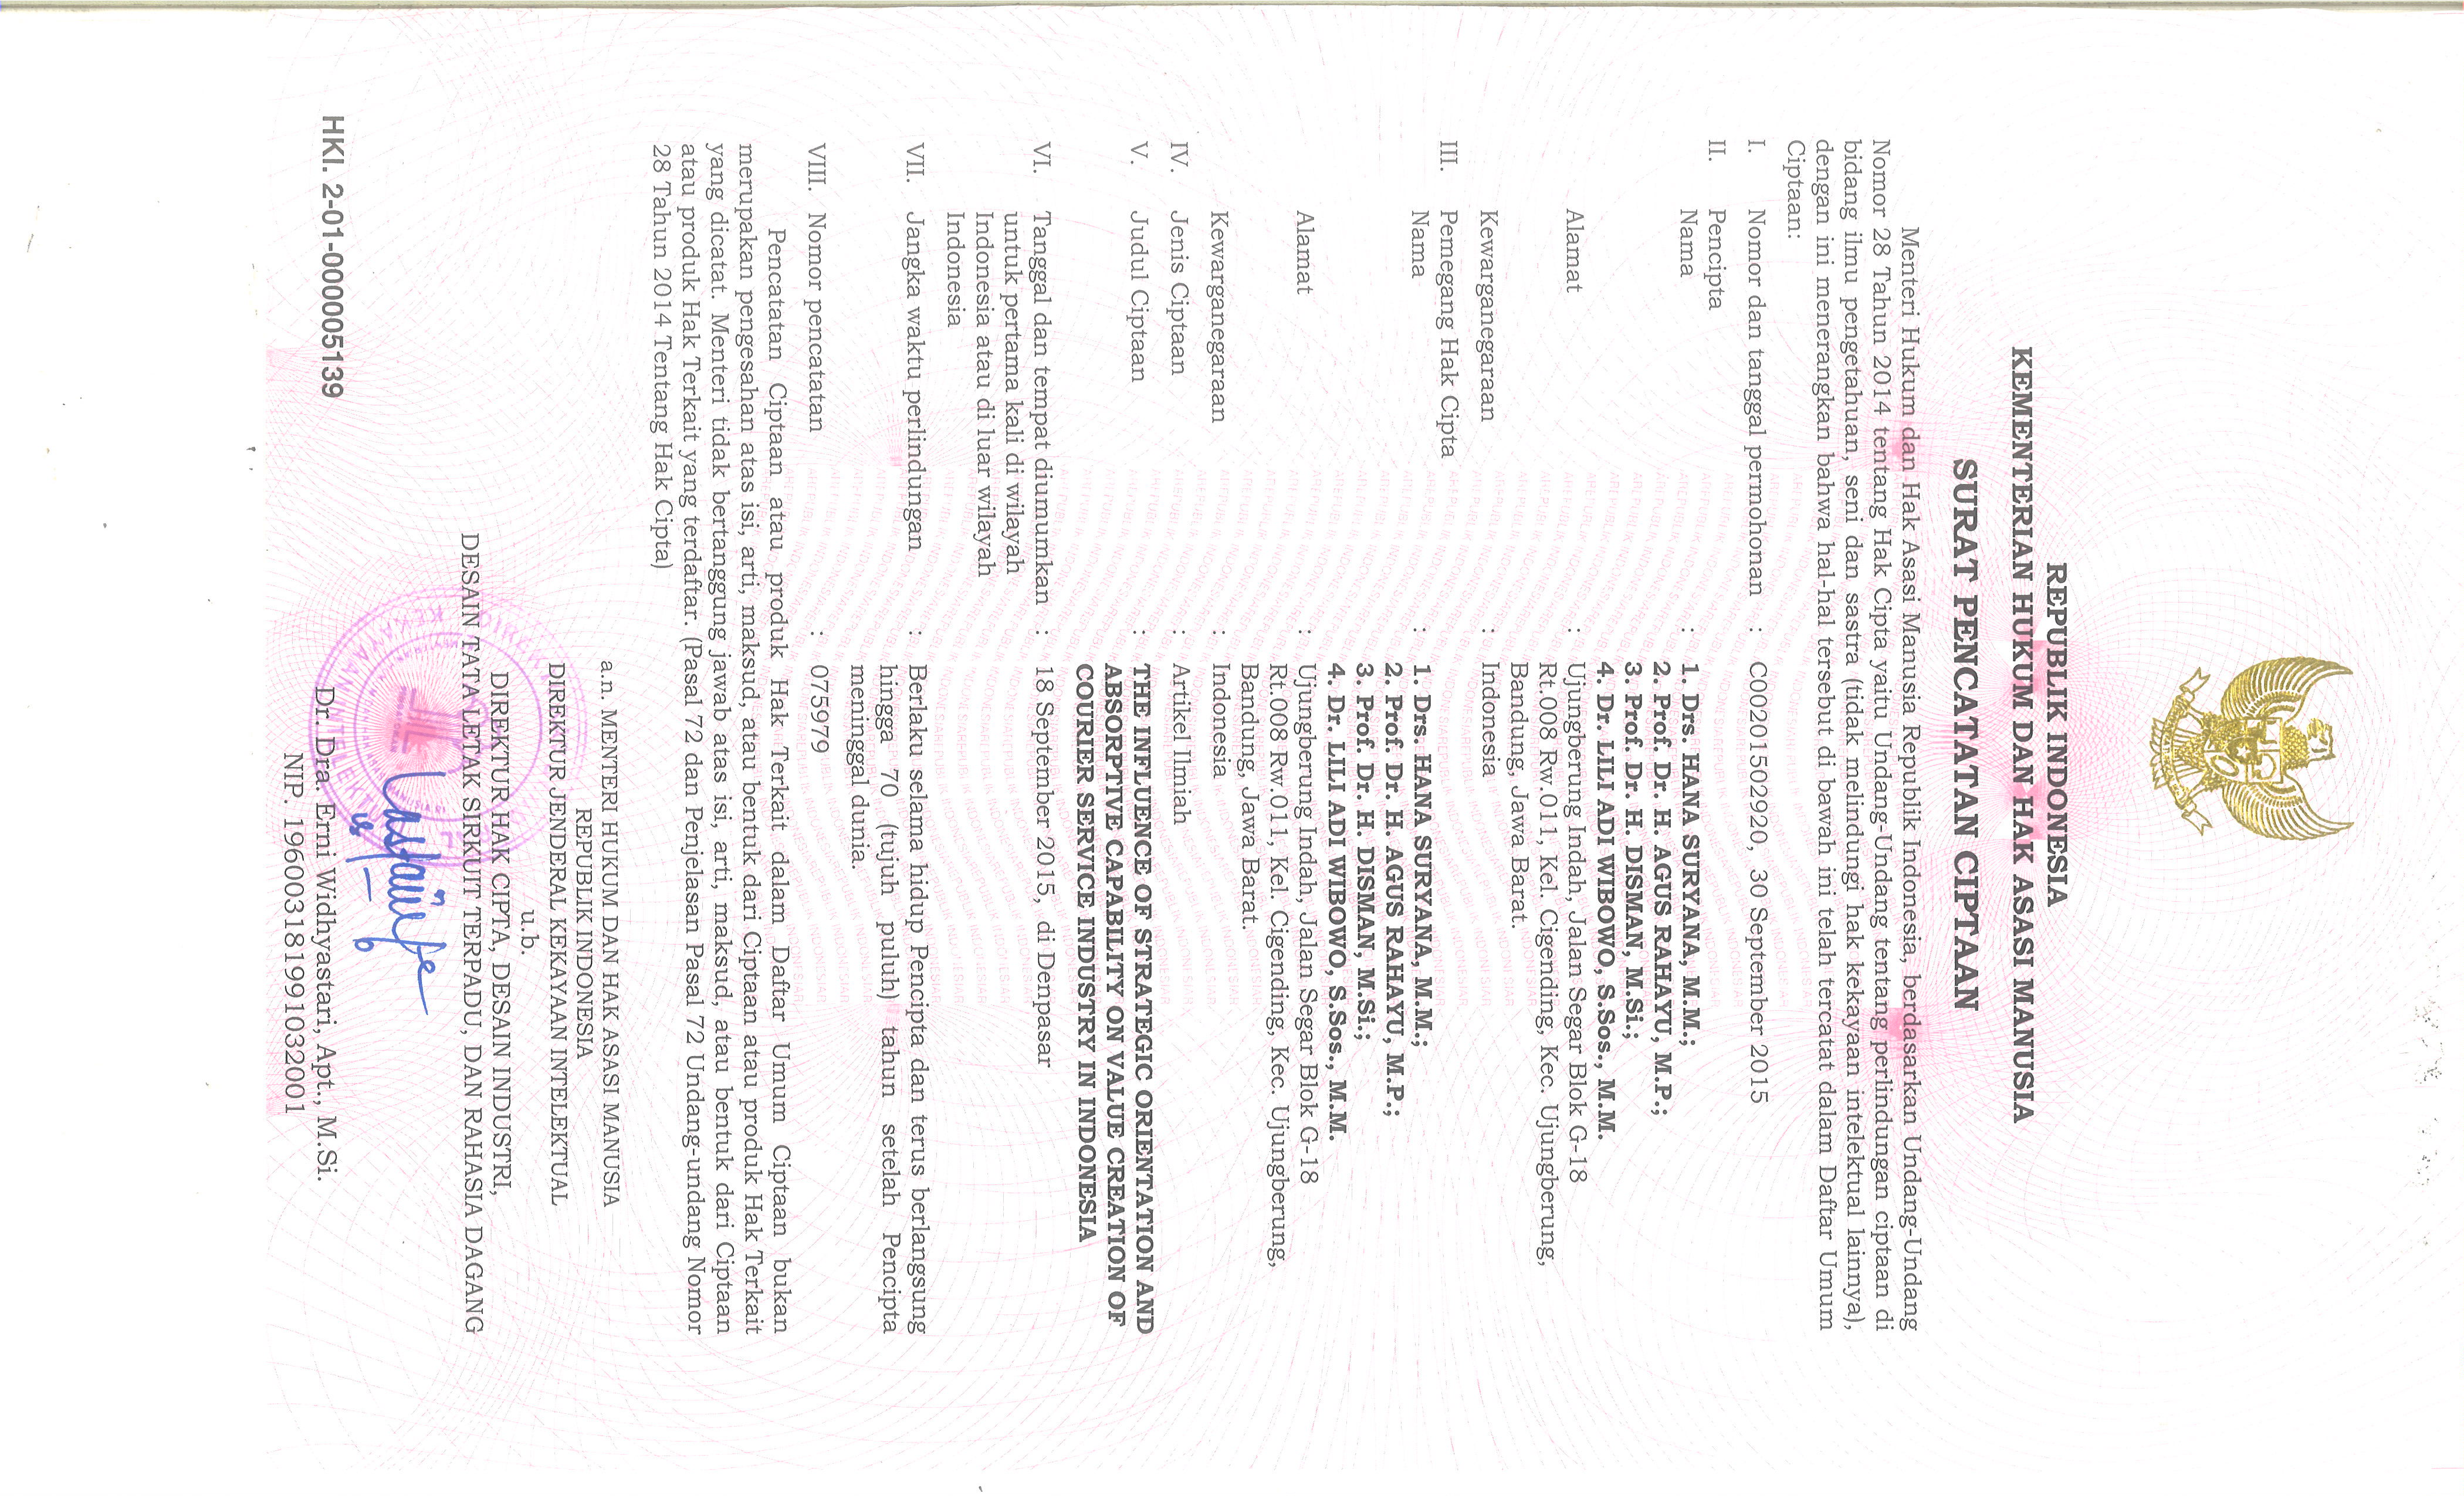 REPUBLIK INDONESIA
KEMENTERIAN HUKUM DAN HAK ASASI MANUSIA
SURAT PENCATATAN CIPTAAN
Menteri Hukum dan Hak Asasi Manusia Republik Indonesia, berdasarkan Undang-Undang
Nomor 28 Tahun 2014 tentang Hak Cipta yaitu Undang-Undang tentang perlindungan ciptaan di
bidang ilmu pengetahuan, seni dan sastra (tidak melindungi hak kekayaan intelektual lainnya),
dengan ini menerangkan bahwa hal-hal tersebut di bawah ini telah tercatat dalam Daftar Umum
Ciptaan:
I. Nomor dan tanggal permohonan : C00201502920, 30 September 2015
II. Pencipta
Nama : 1. Drs. HANA SURYANA, M.M.;
2. Prof. Dr. H. AGUS RAHAYU, M.P.;
3. Prof. Dr. H. DISMAN, M.Si.;
4. Dr. LILI ADI WIBOWO, S.Sos., M.M.
Alamat : Ujungberung Indah, Jalan Segar Blok G-18
Rt.008 Rw.011, Kel. Cigending, Kec. Ujungberung,
Bandung, Jawa Barat.
Kewarganegaraan : Indonesia
III. Pemegang Hak Cipta
Nama : 1. Drs. HANA SURYANA, M.M.;
2. Prof. Dr. H. AGUS RAHAYU, M.P.;
3. Prof. Dr. H. DISMAN, M.Si.;
4. Dr. LILI ADI WIBOWO, S.Sos., M.M.
Alamat : Ujungberung Indah, Jalan Segar Blok G-18
Rt.008 Rw.011, Kel. Cigending, Kec. Ujungberung,
Bandung, Jawa Barat.
Kewarganegaraan : Indonesia
IV. Jenis Ciptaan : Artikel Ilmiah
V. Judul Ciptaan : THE INFLUENCE OF STRATEGIC ORIENTATION AND
ABSORPTIVE CAPABILITY ON VALUE CREATION OF
COURIER SERVICE INDUSTRY IN INDONESIA
VI. Tanggal dan tempat diumumkan : 18 September 2015, di Denpasar
untuk pertama kali di wilayah
Indonesia atau di luar wilayah
Indonesia
VII. Jangka waktu perlindungan : Berlaku selama hidup Pencipta dan terus berlangsung
hingga 70 (tujuh puluh) tahun setelah Pencipta
meninggal dunia.
VIII. Nomor pencatatan : 075979
Pencatatan Ciptaan atau produk Hak Terkait dalam Daftar Umum Ciptaan bukan
merupakan pengesahan atas isi, arti, maksud, atau bentuk dari Ciptaan atau produk Hak Terkait
yang dicatat. Menteri tidak bertanggung jawab atas isi, arti, maksud, atau bentuk dari Ciptaan
atau produk Hak Terkait yang terdaftar. (Pasal 72 dan Penjelasan Pasal 72 Undang-undang Nomor
28 Tahun 2014 Tentang Hak Cipta)
a.n. MENTERI HUKUM DAN HAK ASASI MANUSIA
REPUBLIK INDONESIA
DIREKTUR JENDERAL KEKAYAAN INTELEKTUAL
u.b.
DIREKTUR HAK CIPTA, DESAIN INDUSTRI,
DESAIN TATA LETAK SIRKUIT TERPADU, DAN RAHASIA DAGANG
HKI. 2-01-000005139
Dr. Dra. Erni Widhyastari, Apt., M.Si.
NIP. 196003181991032001